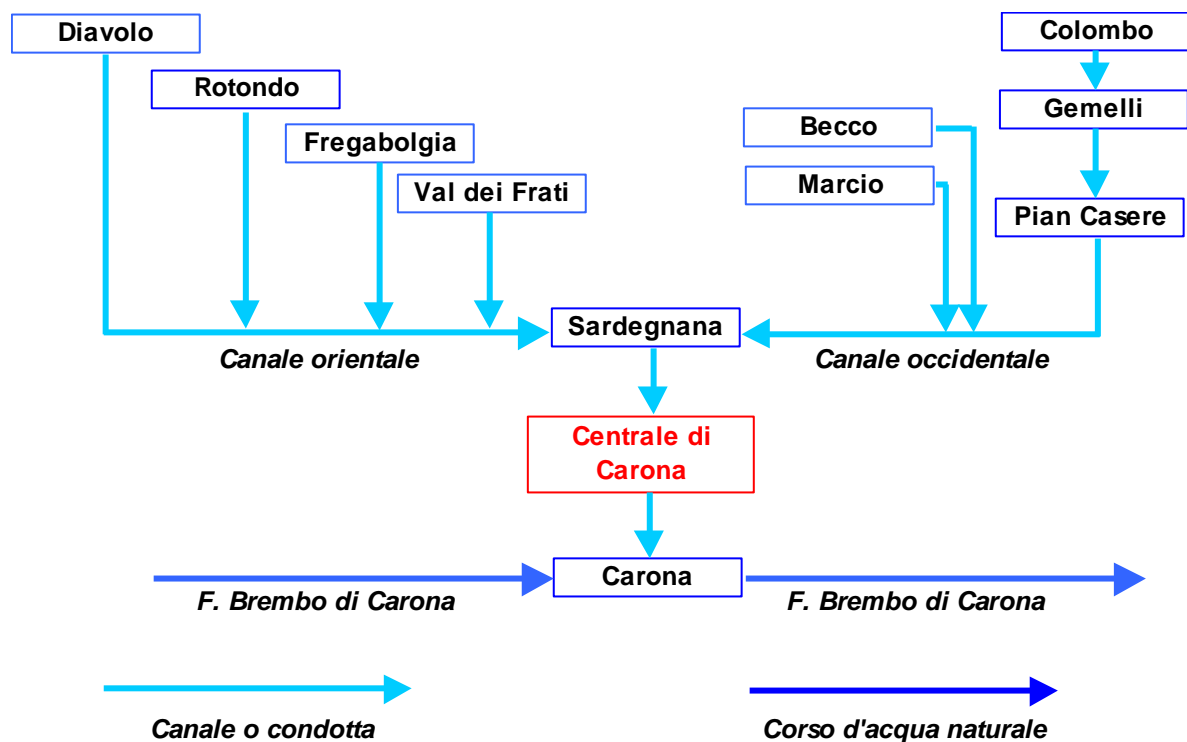 Diavolo
Colombo
Rotondo
Gemelli
Becco
Fregabolgia
Marcio
Val dei Frati
Pian Casere
Sardegnana
Canale orientale
Canale occidentale
Centrale di
Carona
Carona
F. Brembo di Carona
F. Brembo di Carona
Canale o condotta
Corso d'acqua naturale